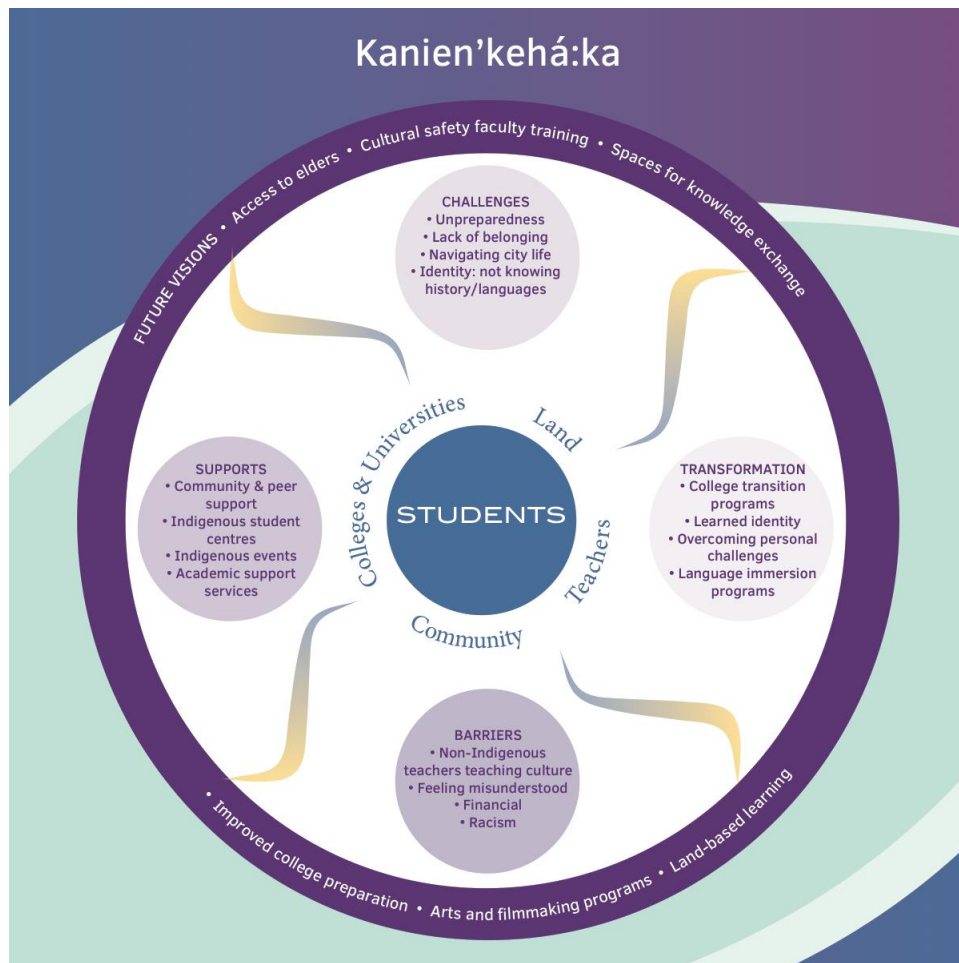 Kanien’kehá:ka
FUTURE VISIONS • Access to elders • Cultural safety faculty training • Spaces for knowledge exchange
CHALLENGES
• Unpreparedness
• Lack of belonging
• Navigating city life
• Identity: not knowing
history/languages
Colleges & Universities
Land
SUPPORTS
• Community & peer
support
• Indigenous student
centres
• Indigenous events
• Academic support
services
STUDENTS
TRANSFORMATION
• College transition
programs
• Learned identity
• Overcoming personal
challenges
• Language immersion
programs
Teachers
Community
BARRIERS
• Non-Indigenous
teachers teaching culture
• Feeling misunderstood
• Financial
• Racism
• Improved college preparation • Arts and filmmaking programs • Land-based learning